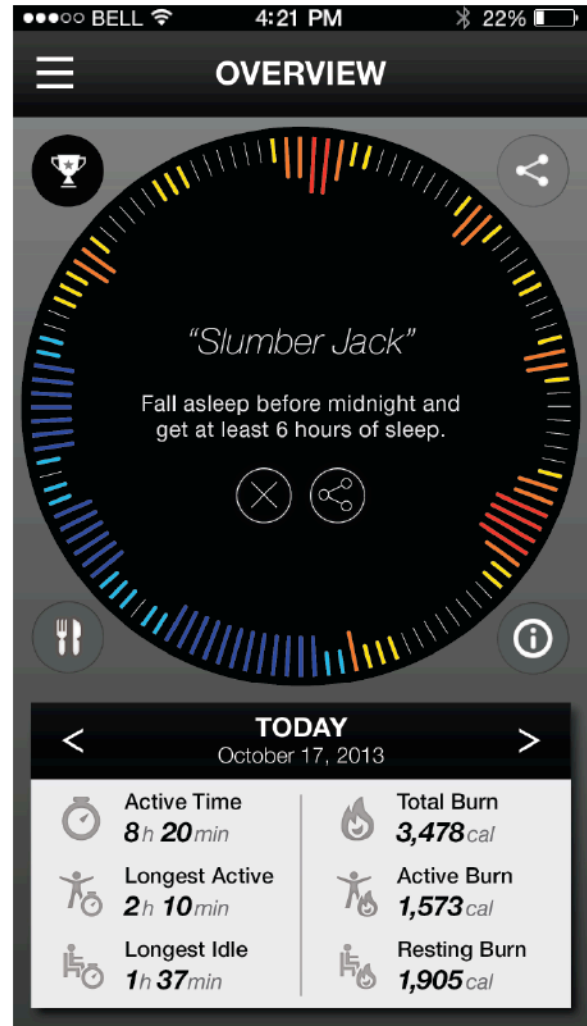 BELL 4:21 PM 22%
OVERVIEW
“Slumber Jack”
Fall asleep before midnight and
get at least 6 hours of sleep.
< TODAY >
October 17, 2013
Active Time
8h 20min
Total Burn
3,478cal
Longest Active
2h 10min
Active Burn
1,573cal
Longest Idle
1h 37min
Resting Burn
1,905cal